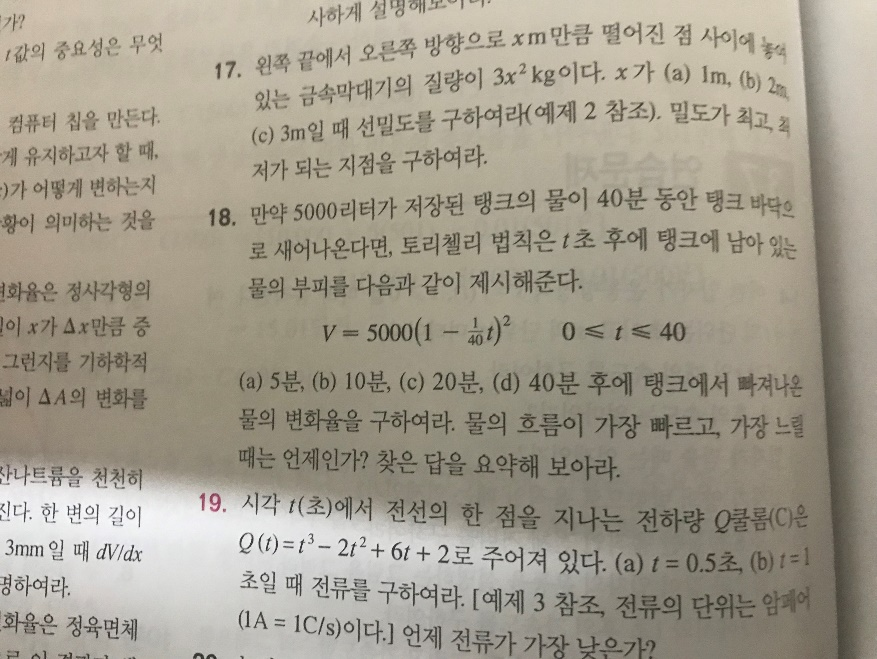 가?
t값의 중요성은 무엇
컴퓨터 칩을 만든다.
게 유지하고자 할 때,
)가 어떻게 변하는지
황이 의미하는 것을
변화율은 정사각형의
길이 x가 Δx만큼 증
그런지를 기하학적
넓이 ΔA의 변화를
산나트륨을 천천히
진다. 한 변의 길이
3mm일 때 dV/dx
명하여라.
화율은 정육면체
사하게 설명해보아라.
17. 왼쪽 끝에서 오른쪽 방향으로 x m만큼 떨어진 점 사이에 놓여
있는 금속막대기의 질량이 3x² kg이다. x가 (a) 1m, (b) 2m,
(c) 3m일 때 선밀도를 구하여라(예제 2 참조). 밀도가 최고, 최
저가 되는 지점을 구하여라.
18. 만약 5000리터가 저장된 탱크의 물이 40분 동안 탱크 바닥으
로 새어나온다면, 토리첼리 법칙은 t초 후에 탱크에 남아 있는
물의 부피를 다음과 같이 제시해준다.
V = 5000(1 − 1/40 t)² 0 ≤ t ≤ 40
(a) 5분, (b) 10분, (c) 20분, (d) 40분 후에 탱크에서 빠져나온
물의 변화율을 구하여라. 물의 흐름이 가장 빠르고, 가장 느릴
때는 언제인가? 찾은 답을 요약해 보아라.
19. 시각 t(초)에서 전선의 한 점을 지나는 전하량 Q쿨롬(C)은
Q(t)=t³ − 2t² + 6t + 2로 주어져 있다. (a) t = 0.5초, (b) t = 1
초일 때 전류를 구하여라. [예제 3 참조, 전류의 단위는 암페어
(1A = 1C/s)이다.] 언제 전류가 가장 낮은가?